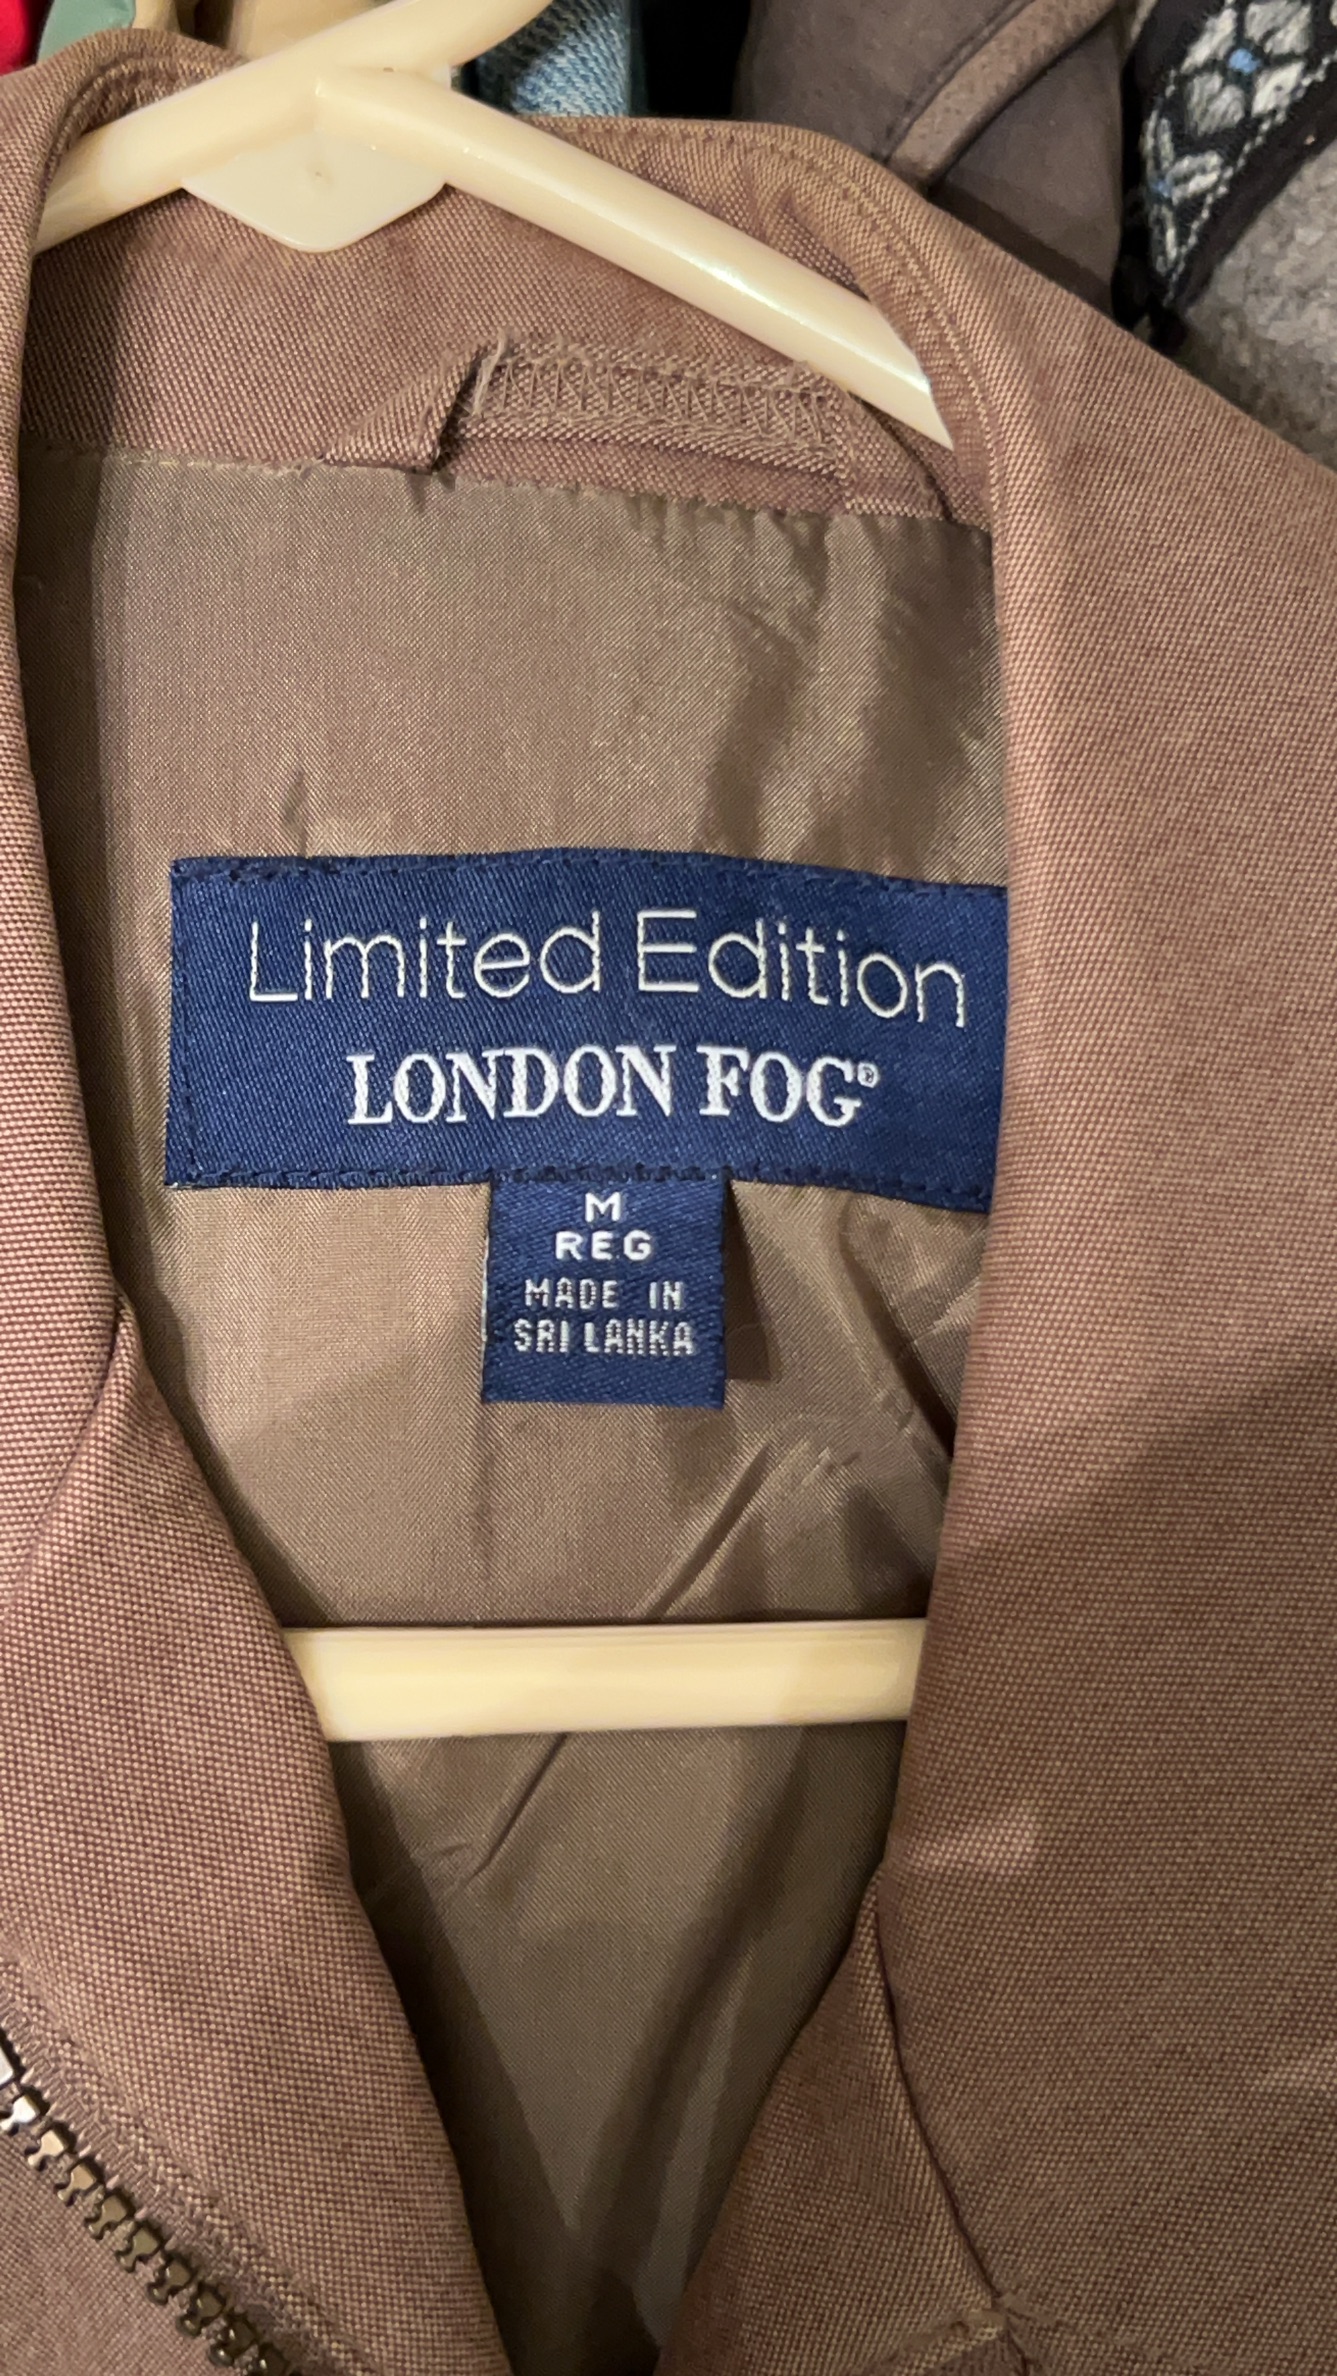 Limited Edition
LONDON FOG®
M
REG
MADE IN
SRI LANKA